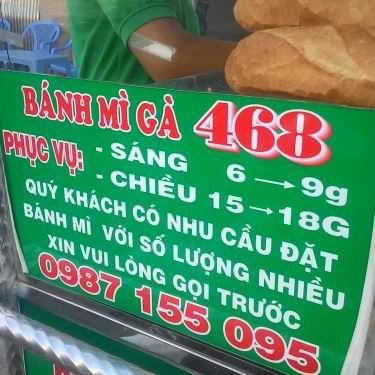 BÁNH MÌ GÀ 468
PHỤC VỤ: - SÁNG 6 → 9g
- CHIỀU 15 → 18G
QUÝ KHÁCH CÓ NHU CẦU ĐẶT
BÁNH MÌ VỚI SỐ LƯỢNG NHIỀU
XIN VUI LÒNG GỌI TRƯỚC
0987 155 095